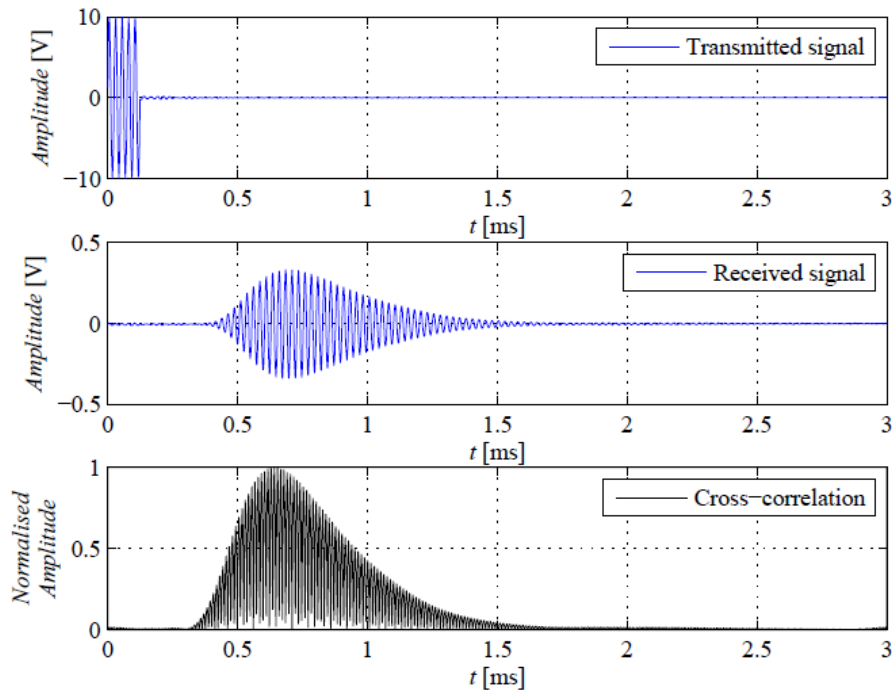 10
0
−10
Amplitude [V]
Transmitted signal
0 0.5 1 1.5 2 2.5 3
t [ms]
0.5
0
−0.5
Amplitude [V]
Received signal
0 0.5 1 1.5 2 2.5 3
t [ms]
1
0.5
0
Normalised
Amplitude
Cross−correlation
0 0.5 1 1.5 2 2.5 3
t [ms]